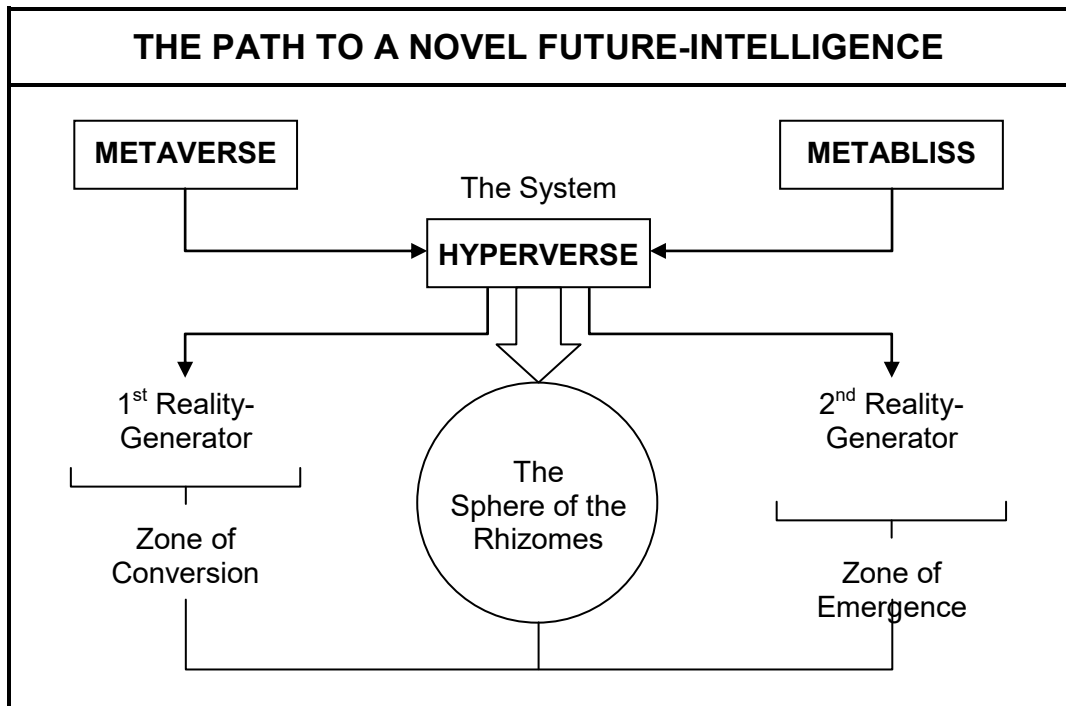 THE PATH TO A NOVEL FUTURE-INTELLIGENCE
METAVERSE
METABLISS
The System
HYPERVERSE
1st Reality-
Generator
2nd Reality-
Generator
The
Sphere of the
Rhizomes
Zone of
Conversion
Zone of
Emergence